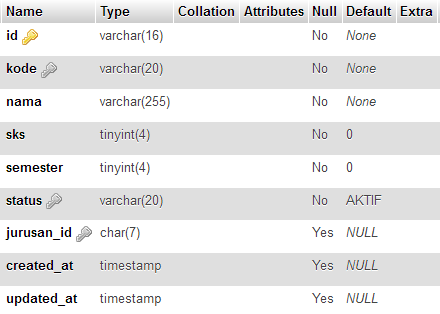 Name Type Collation Attributes Null Default Extra
id varchar(16) No None
kode varchar(20) No None
nama varchar(255) No None
sks tinyint(4) No 0
semester tinyint(4) No 0
status varchar(20) No AKTIF
jurusan_id char(7) Yes NULL
created_at timestamp Yes NULL
updated_at timestamp Yes NULL